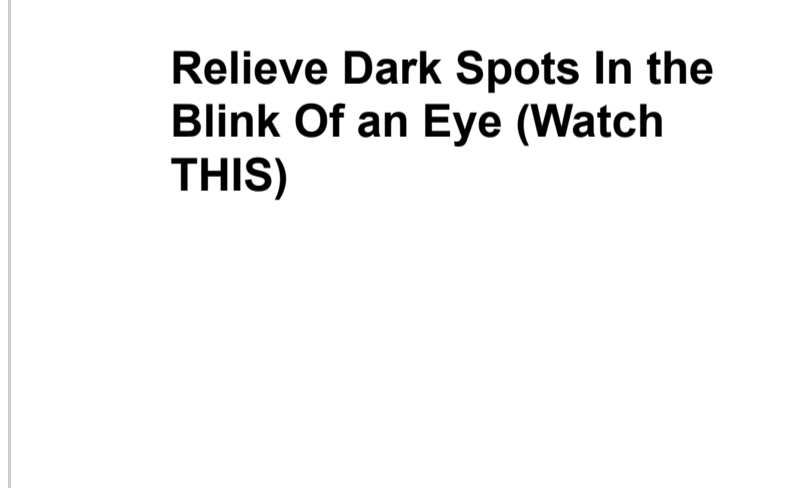 Relieve Dark Spots In the
Blink Of an Eye (Watch
THIS)